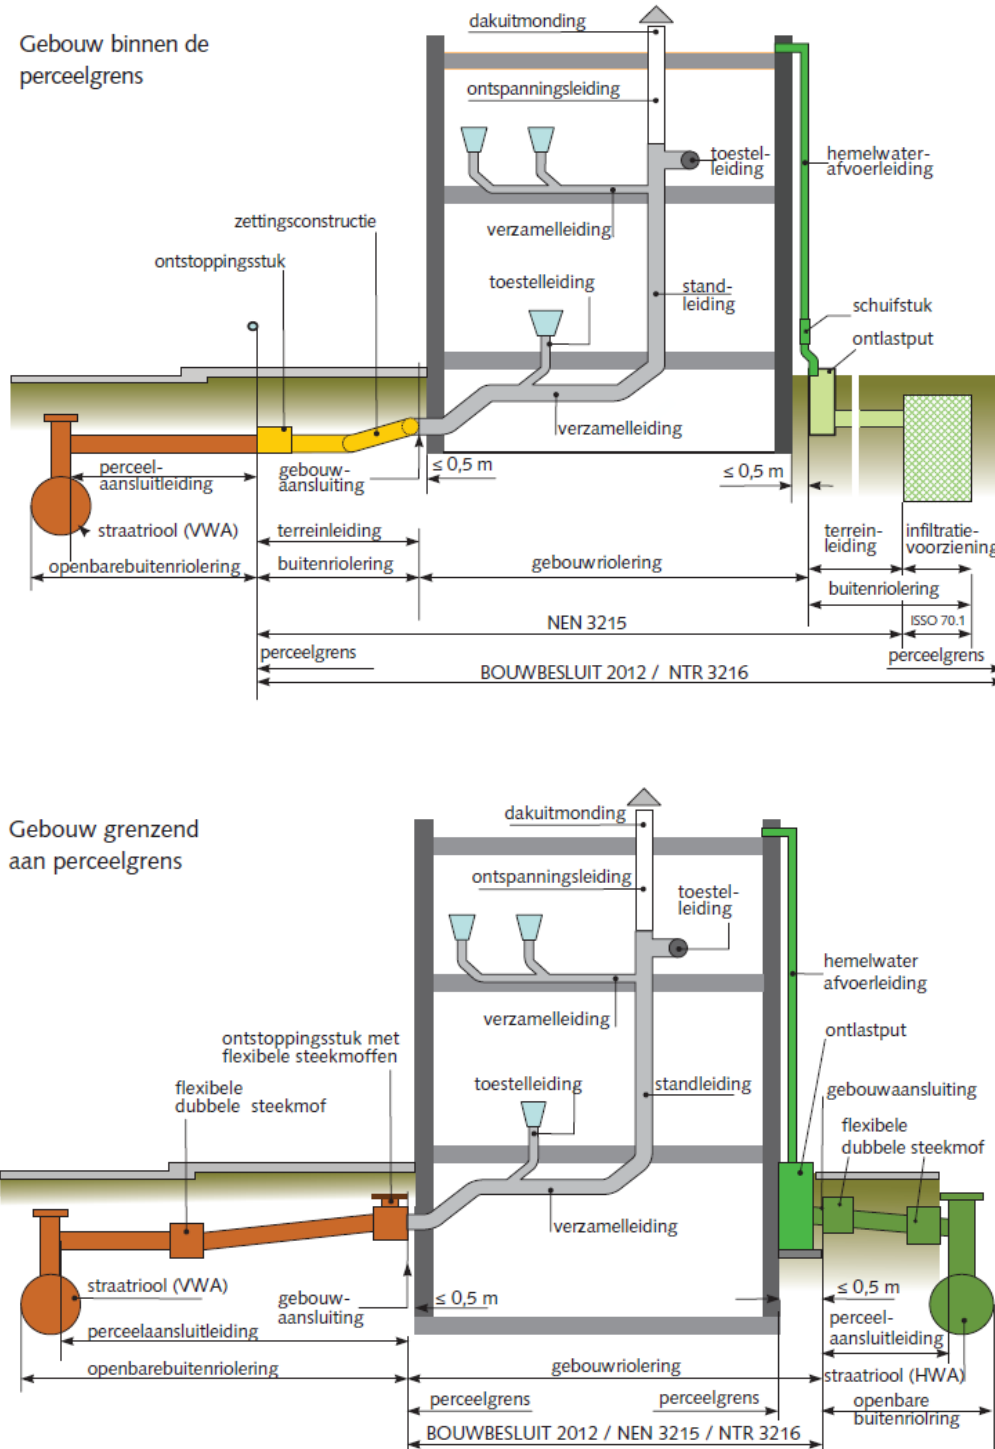 Gebouw binnen de
perceelgrens
dakuitmonding
ontspanningsleiding
toestel-
leiding
hemelwater-
afvoerleiding
verzamelleiding
zettingsconstructie
ontstoppingsstuk
toestelleiding
stand-
leiding
schuifstuk
ontlastput
verzamelleiding
perceel-
aansluitleiding
gebouw-
aansluiting
≤ 0,5 m
≤ 0,5 m
straatriool (VWA)
terreinleiding
terrein-
leiding
infiltratie-
voorziening
openbarebuitenriolering
buitenriolering
gebouwriolering
buitenriolering
NEN 3215
ISSO 70.1
perceelgrens
perceelgrens
BOUWBESLUIT 2012 / NTR 3216
Gebouw grenzend
aan perceelgrens
dakuitmonding
ontspanningsleiding
toestel-
leiding
hemelwater
afvoerleiding
verzamelleiding
ontstoppingsstuk met
flexibele steekmoffen
ontlastput
flexibele
dubbele steekmof
toestelleiding
standleiding
gebouwaansluiting
flexibele
dubbele steekmof
verzamelleiding
straatriool (VWA)
gebouw-
aansluiting
≤ 0,5 m
≤ 0,5 m
perceelaansluitleiding
perceel-
aansluitleiding
openbarebuitenriolering
gebouwriolering
straatriool (HWA)
perceelgrens
perceelgrens
openbare
buitenriolring
BOUWBESLUIT 2012 / NEN 3215 / NTR 3216